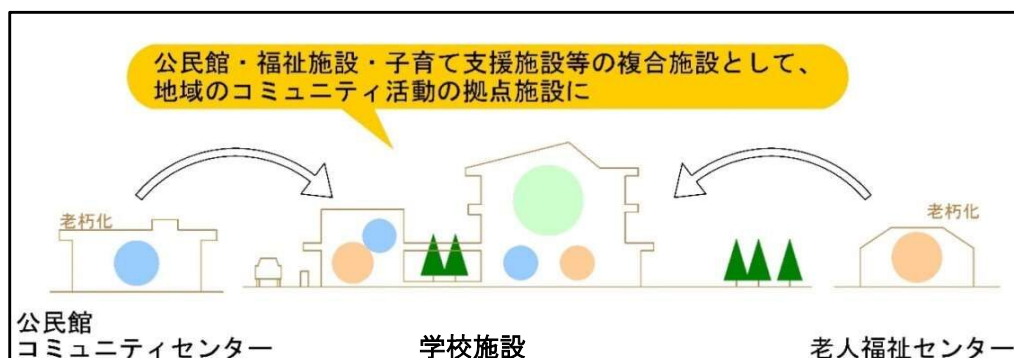 公民館・福祉施設・子育て支援施設等の複合施設として、
地域のコミュニティ活動の拠点施設に
老朽化
老朽化
公民館
コミュニティセンター
学校施設
老人福祉センター